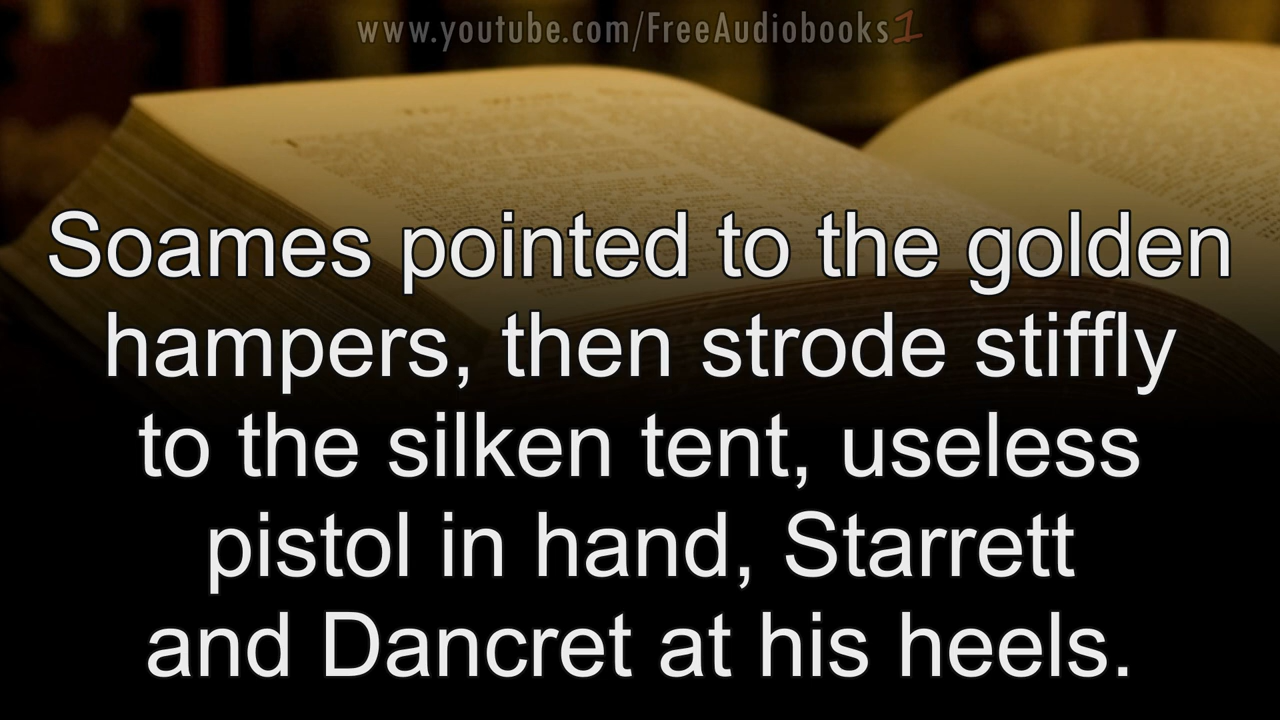 www.youtube.com/FreeAudiobooks1
Soames pointed to the golden
hampers, then strode stiffly
to the silken tent, useless
pistol in hand, Starrett
and Dancret at his heels.